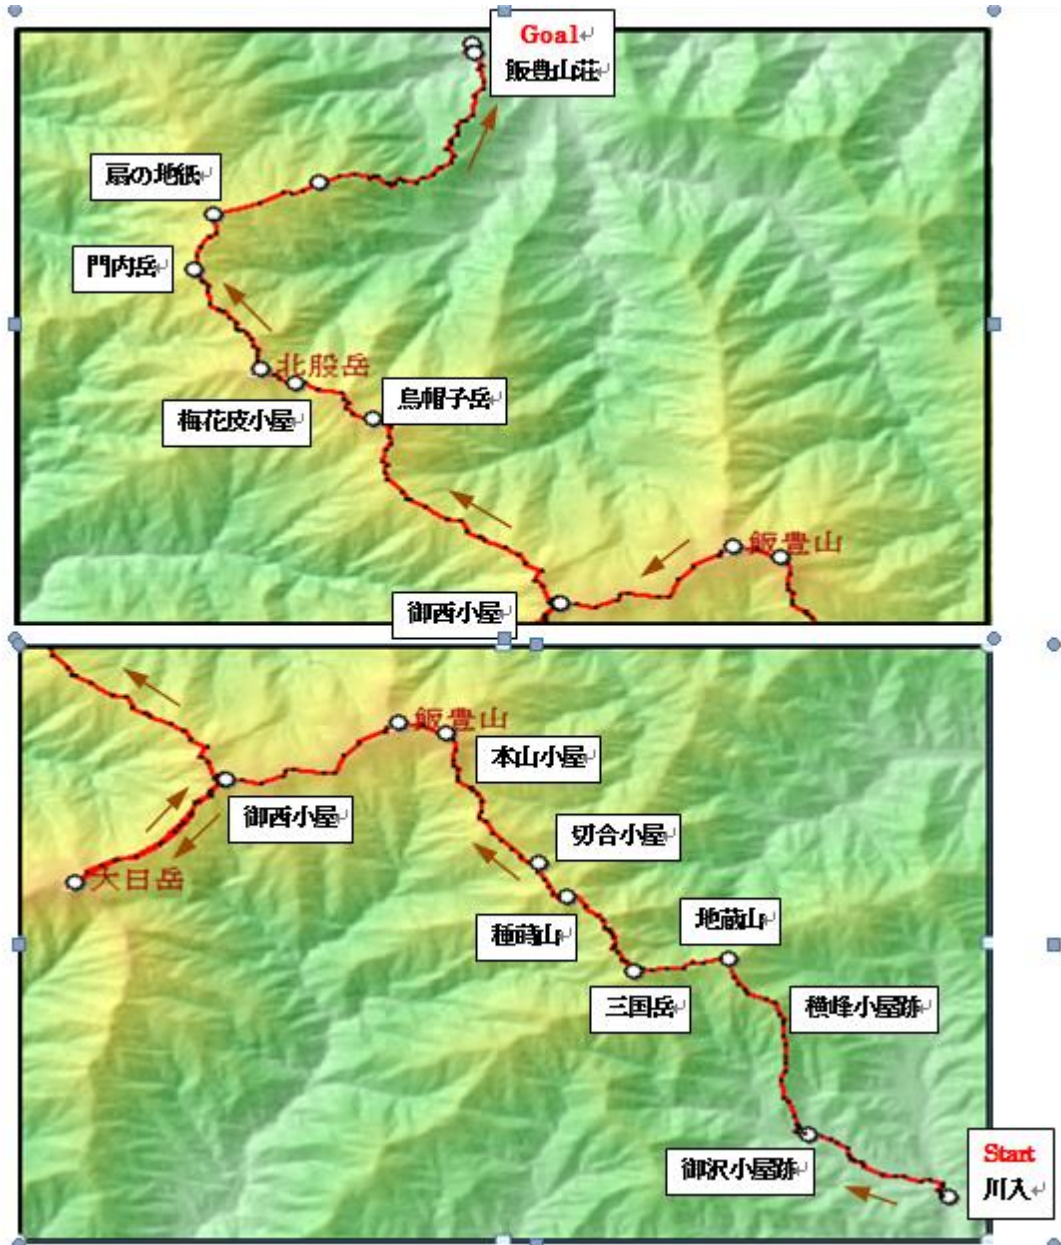 Goal
飯豊山荘
扇の地紙
門内岳
北股岳
烏帽子岳
梅花皮小屋
飯豊山
御西小屋
飯豊山
本山小屋
御西小屋
切合小屋
大日岳
種蒔山
地蔵山
三国岳
横峰小屋跡
御沢小屋跡
Start
川入